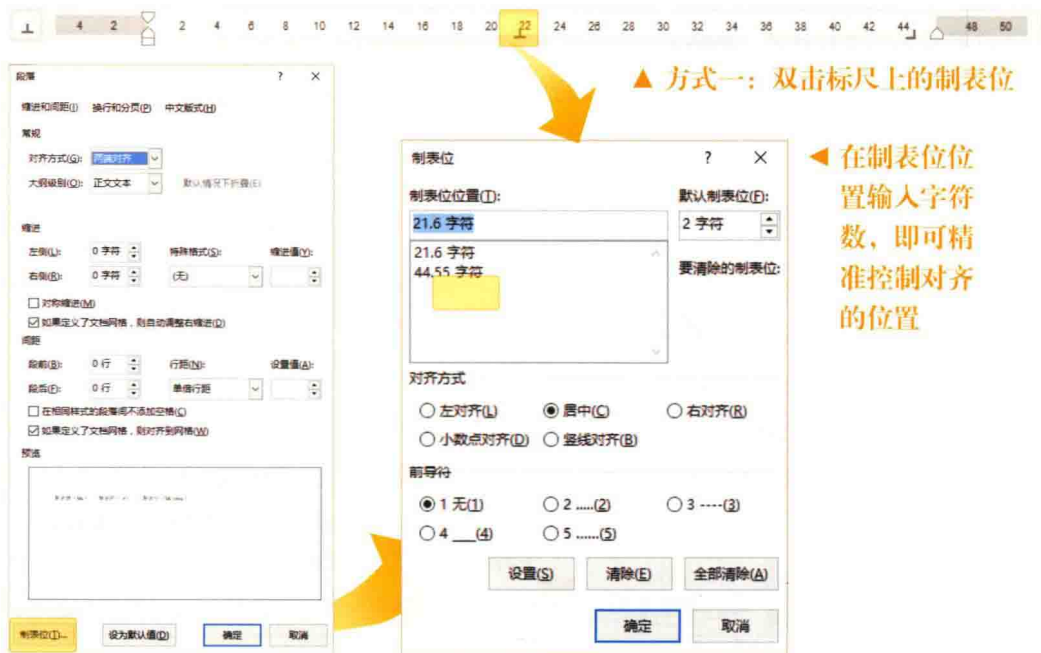 4 2 2 4 6 8 10 12 14 16 18 20 22 24 26 28 30 32 34 36 38 40 42 44 48 50
▲ 方式一：双击标尺上的制表位
段落 ? ×
缩进和间距(I) 换行和分页(P) 中文版式(H)
常规
对齐方式(G): 两端对齐
大纲级别(O): 正文文本 默认情况下折叠(E)
缩进
左侧(L): 0 字符 特殊格式(S): 缩进值(Y):
右侧(R): 0 字符 (无)
对称缩进(M)
如果定义了文档网格，则自动调整右缩进(D)
间距
段前(B): 0 行 行距(N): 设置值(A):
段后(F): 0 行 单倍行距
在相同样式的段落间不添加空格(C)
如果定义了文档网格，则对齐到网格(W)
预览
制表位(T)... 设为默认值(D) 确定 取消
制表位 ? ×
制表位位置(T): 默认制表位(F):
21.6 字符 2 字符
21.6 字符
44.55 字符
要清除的制表位:
对齐方式
左对齐(L) 居中(C) 右对齐(R)
小数点对齐(D) 竖线对齐(B)
前导符
1 无(1) 2 .....(2) 3 ----(3)
4 ___(4) 5 ......(5)
设置(S) 清除(E) 全部清除(A)
确定 取消
◀ 在制表位位
置输入字符
数，即可精
准控制对齐
的位置